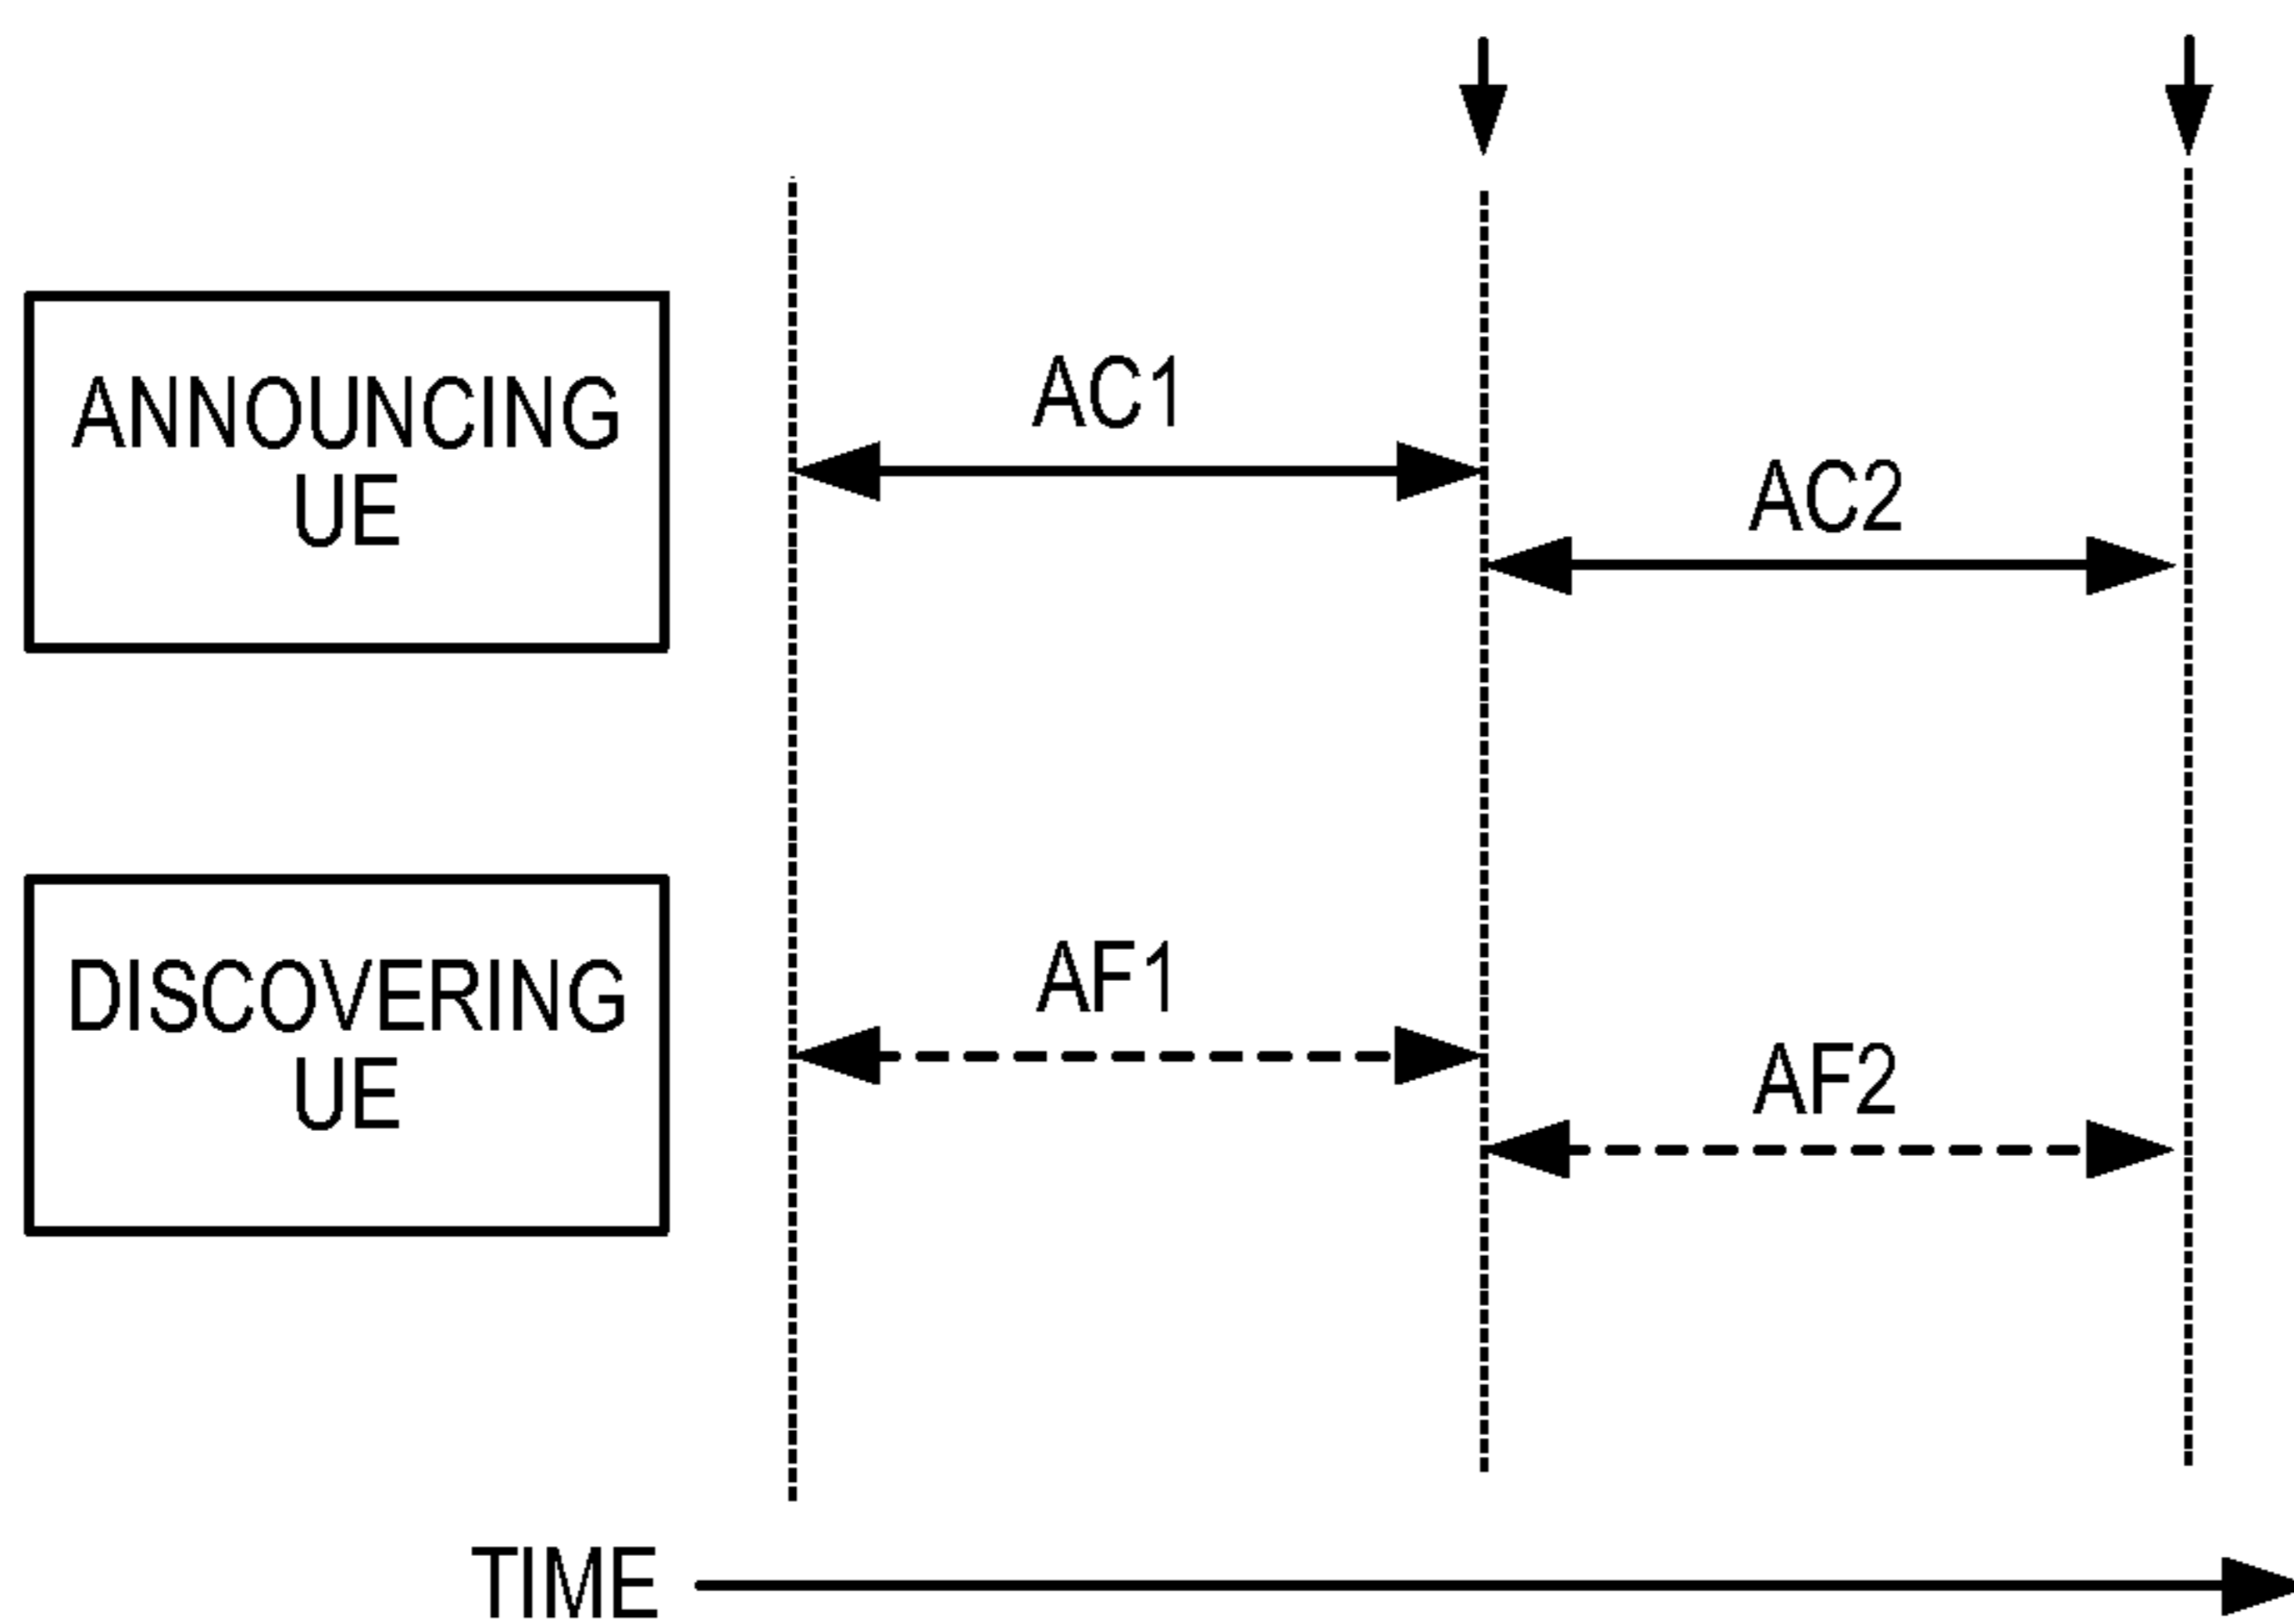 ANNOUNCING
UE
AC1
AC2
DISCOVERING
UE
AF1
AF2
TIME